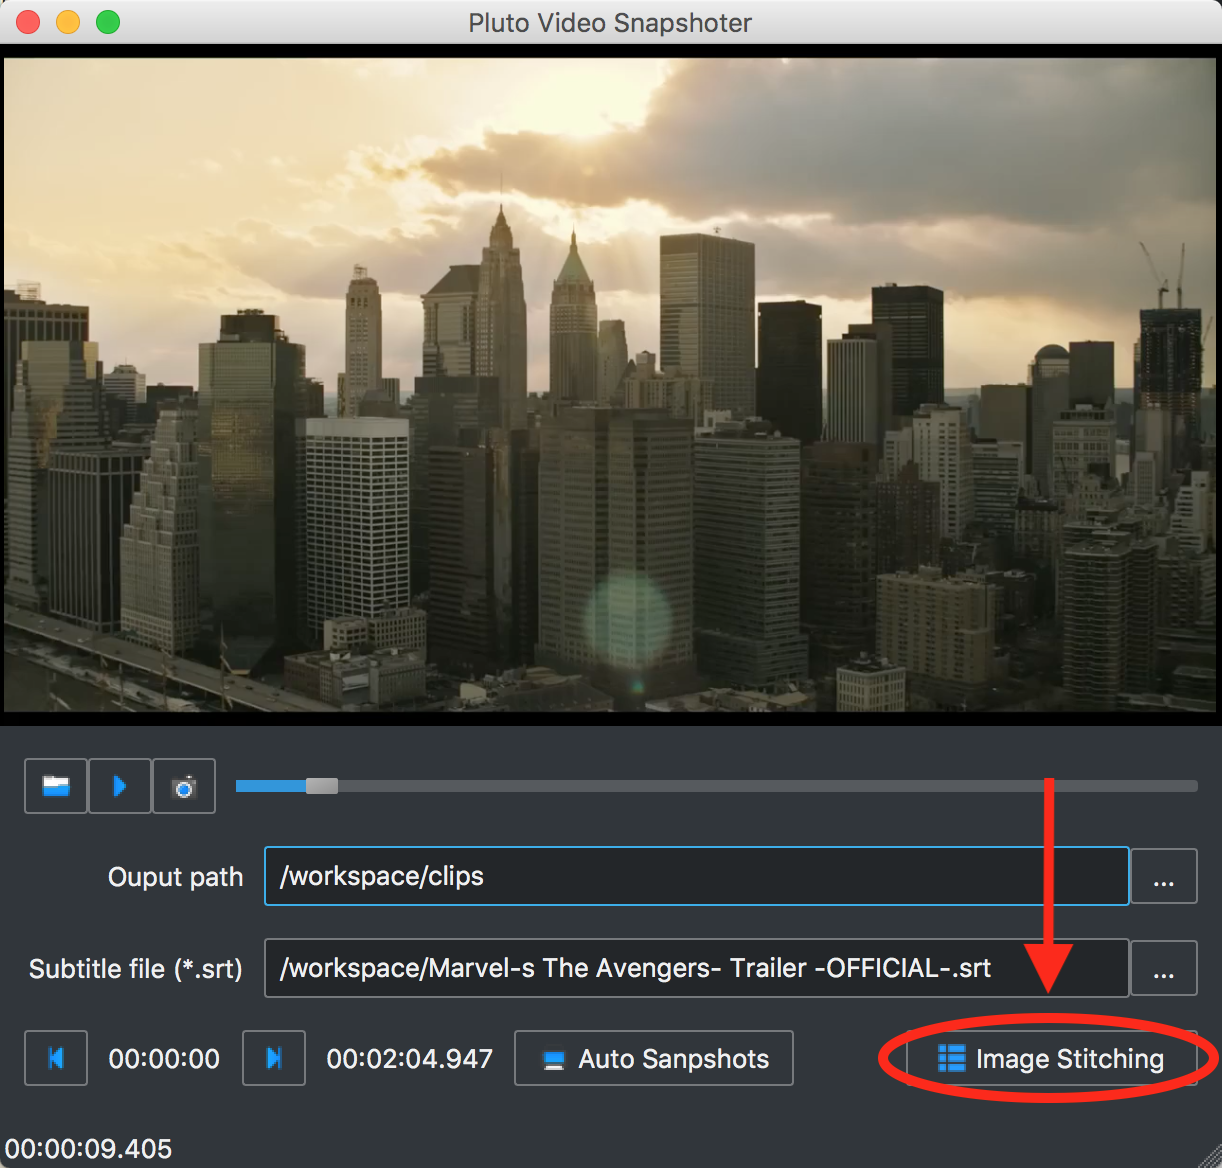 Pluto Video Snapshoter
Ouput path
/workspace/clips
...
Subtitle file (*.srt)
/workspace/Marvel-s The Avengers- Trailer -OFFICIAL-.srt
...
00:00:00
00:02:04.947
Auto Sanpshots
Image Stitching
00:00:09.405